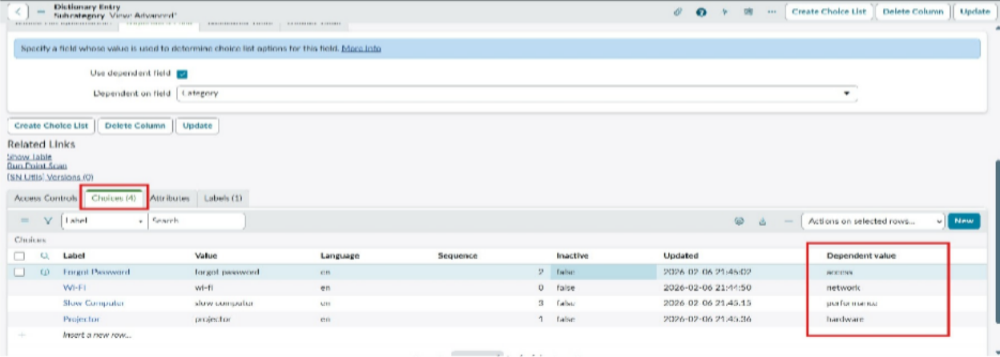 Dictionary Entry
Subcategory View: Advanced*
Create Choice List Delete Column Update
Specify a field whose value is used to determine choice list options for this field. More Info
Use dependent field
Dependent on field Category
Create Choice List Delete Column Update
Related Links
Show Table
Run Point Scan
[SN Utils] Versions (0)
Access Controls Choices (4) Attributes Labels (1)
Label Search Actions on selected rows... New
Choices
Label Value Language Sequence Inactive Updated Dependent value
Forgot Password forgot password en 2 false 2026-02-06 21:45:02 access
Wi-Fi wi-fi en 0 false 2026-02-06 21:44:50 network
Slow Computer slow computer en 3 false 2026-02-06 21:45:15 performance
Projector projector en 1 false 2026-02-06 21:45:36 hardware
Insert a new row...